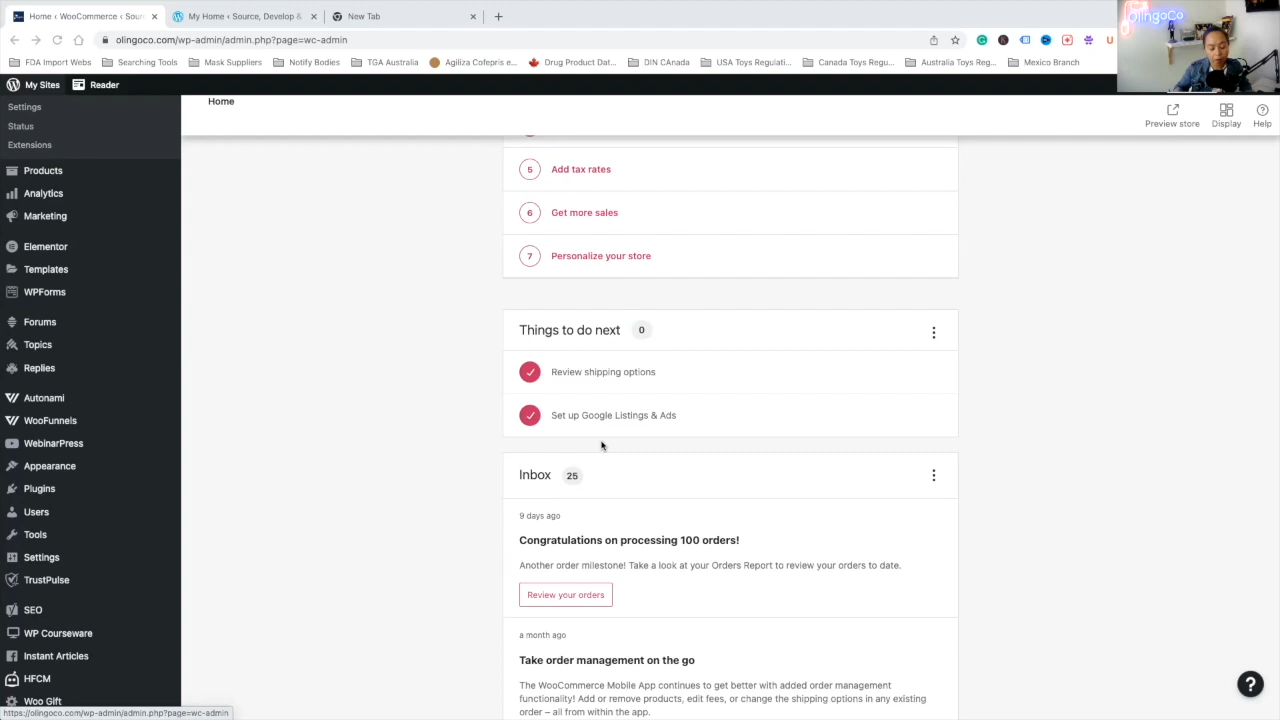 Home ‹ WooCommerce ‹ Sourc
My Home ‹ Source, Develop &
New Tab
olingoco.com/wp-admin/admin.php?page=wc-admin
OlingoCo
FDA Import Webs
Searching Tools
Mask Suppliers
Notify Bodies
TGA Australia
Agiliza Cofepris e...
Drug Product Dat...
DIN CAnada
USA Toys Regulati...
Canada Toys Regu...
Australia Toys Reg...
Mexico Branch
My Sites
Reader
Settings
Status
Extensions
Products
Analytics
Marketing
Elementor
Templates
WPForms
Forums
Topics
Replies
Autonami
WooFunnels
WebinarPress
Appearance
Plugins
Users
Tools
Settings
TrustPulse
SEO
WP Courseware
Instant Articles
HFCM
Woo Gift
https://olingoco.com/wp-admin/admin.php?page=wc-admin
Home
Preview store
Display
Help
5 Add tax rates
6 Get more sales
7 Personalize your store
Things to do next 0
Review shipping options
Set up Google Listings & Ads
Inbox 25
9 days ago
Congratulations on processing 100 orders!
Another order milestone! Take a look at your Orders Report to review your orders to date.
Review your orders
a month ago
Take order management on the go
The WooCommerce Mobile App continues to get better with added order management
functionality! Add or remove products, edit fees, or change the shipping options in any existing
order – all from within the app.